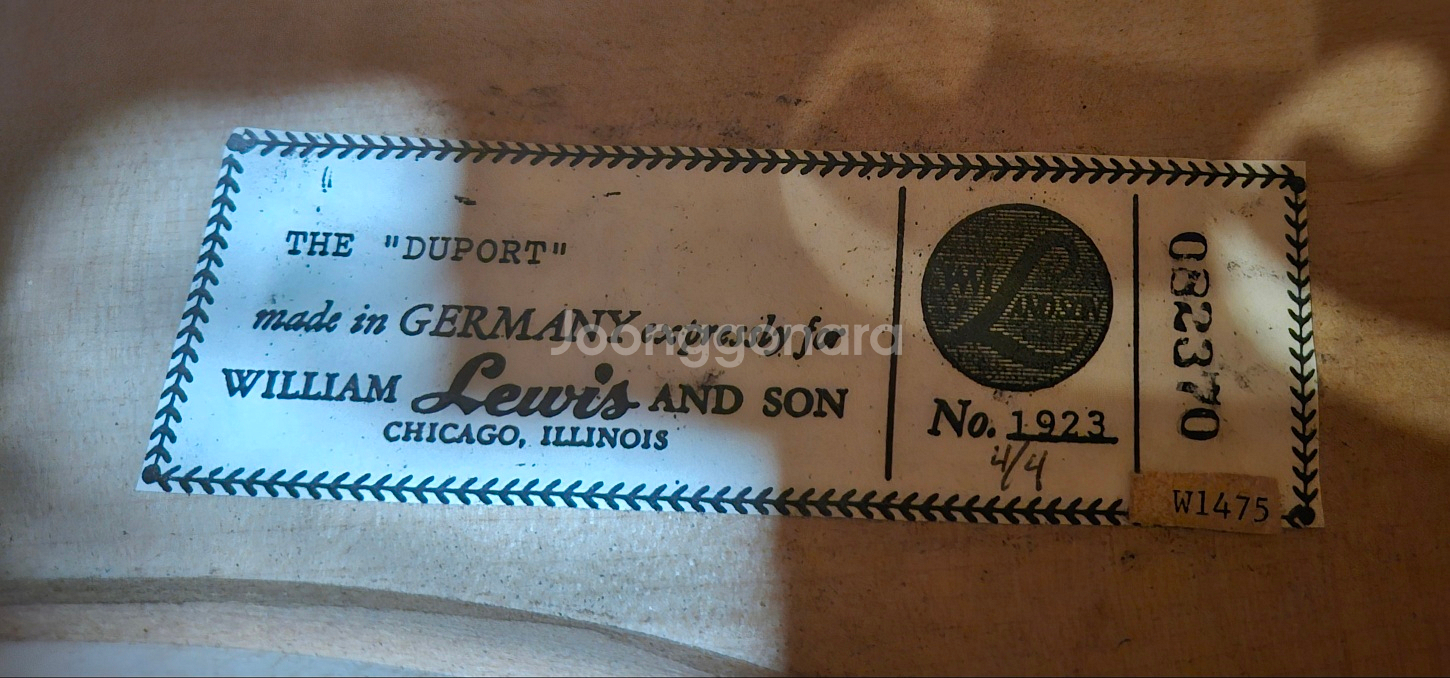 THE "DUPORT"
made in GERMANY expressly for
WILLIAM Lewis AND SON
CHICAGO, ILLINOIS
L
No. 1923
4/4
082370
W1475
Joonggonara